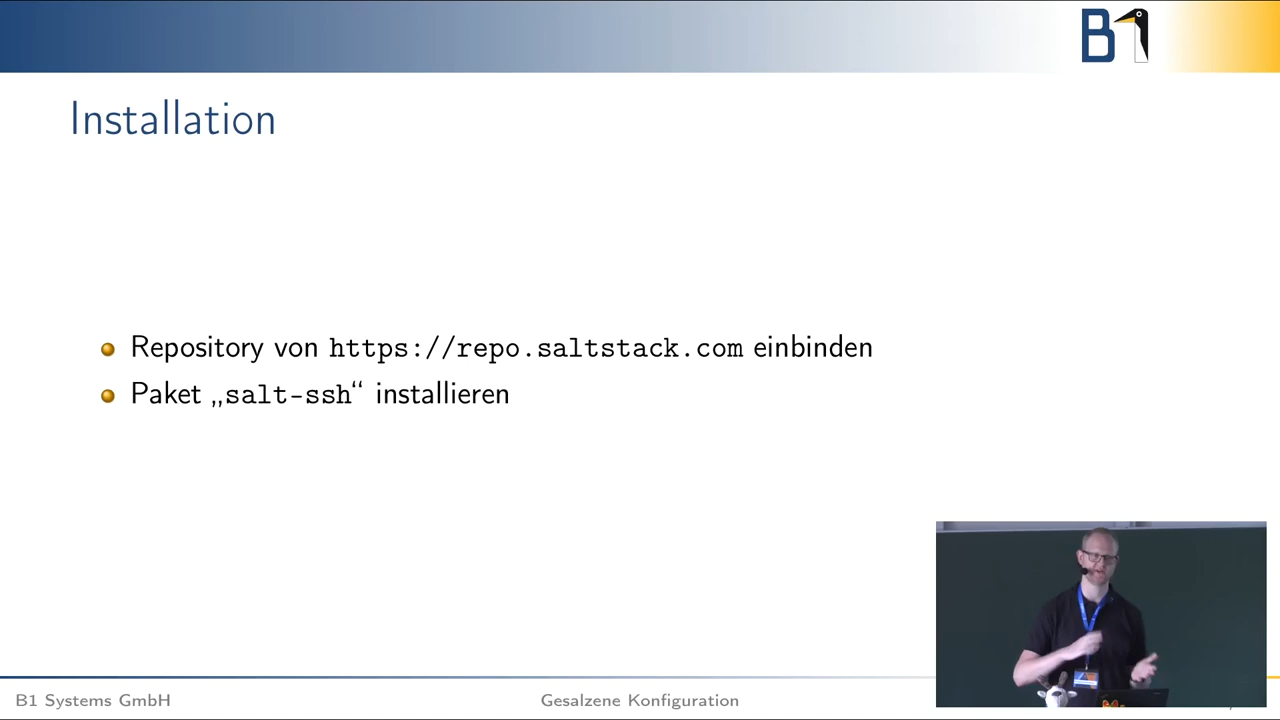 B1
Installation
Repository von https://repo.saltstack.com einbinden
Paket „salt-ssh“ installieren
B1 Systems GmbH
Gesalzene Konfiguration